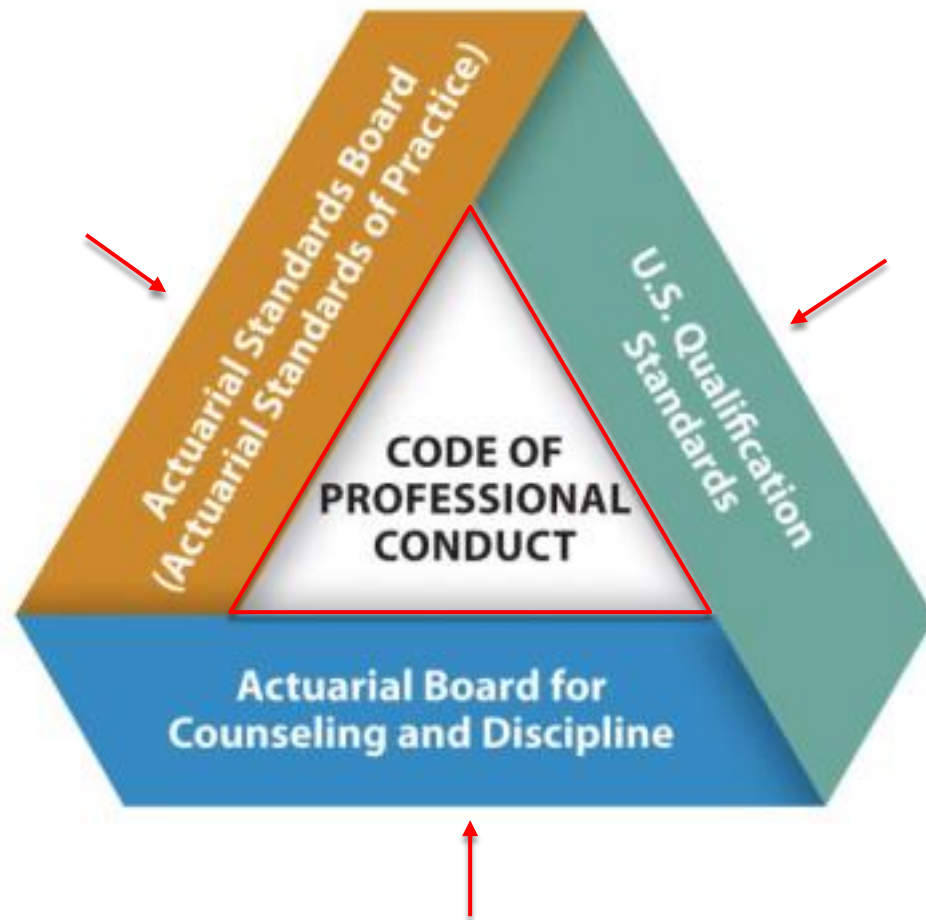 Actuarial Standards Board
(Actuarial Standards of Practice)
U.S. Qualification
Standards
CODE OF
PROFESSIONAL
CONDUCT
Actuarial Board for
Counseling and Discipline